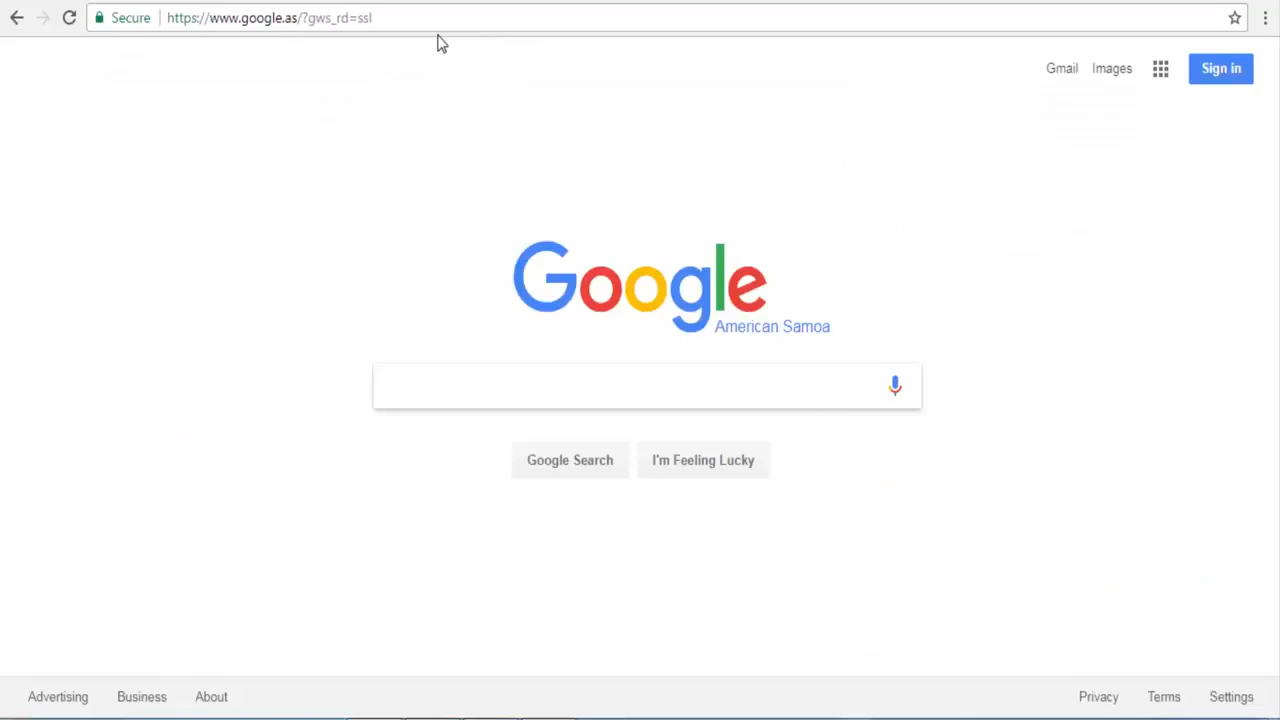 Secure https://www.google.as/?gws_rd=ssl
Gmail Images Sign in
Google
American Samoa
Google Search I'm Feeling Lucky
Advertising Business About Privacy Terms Settings